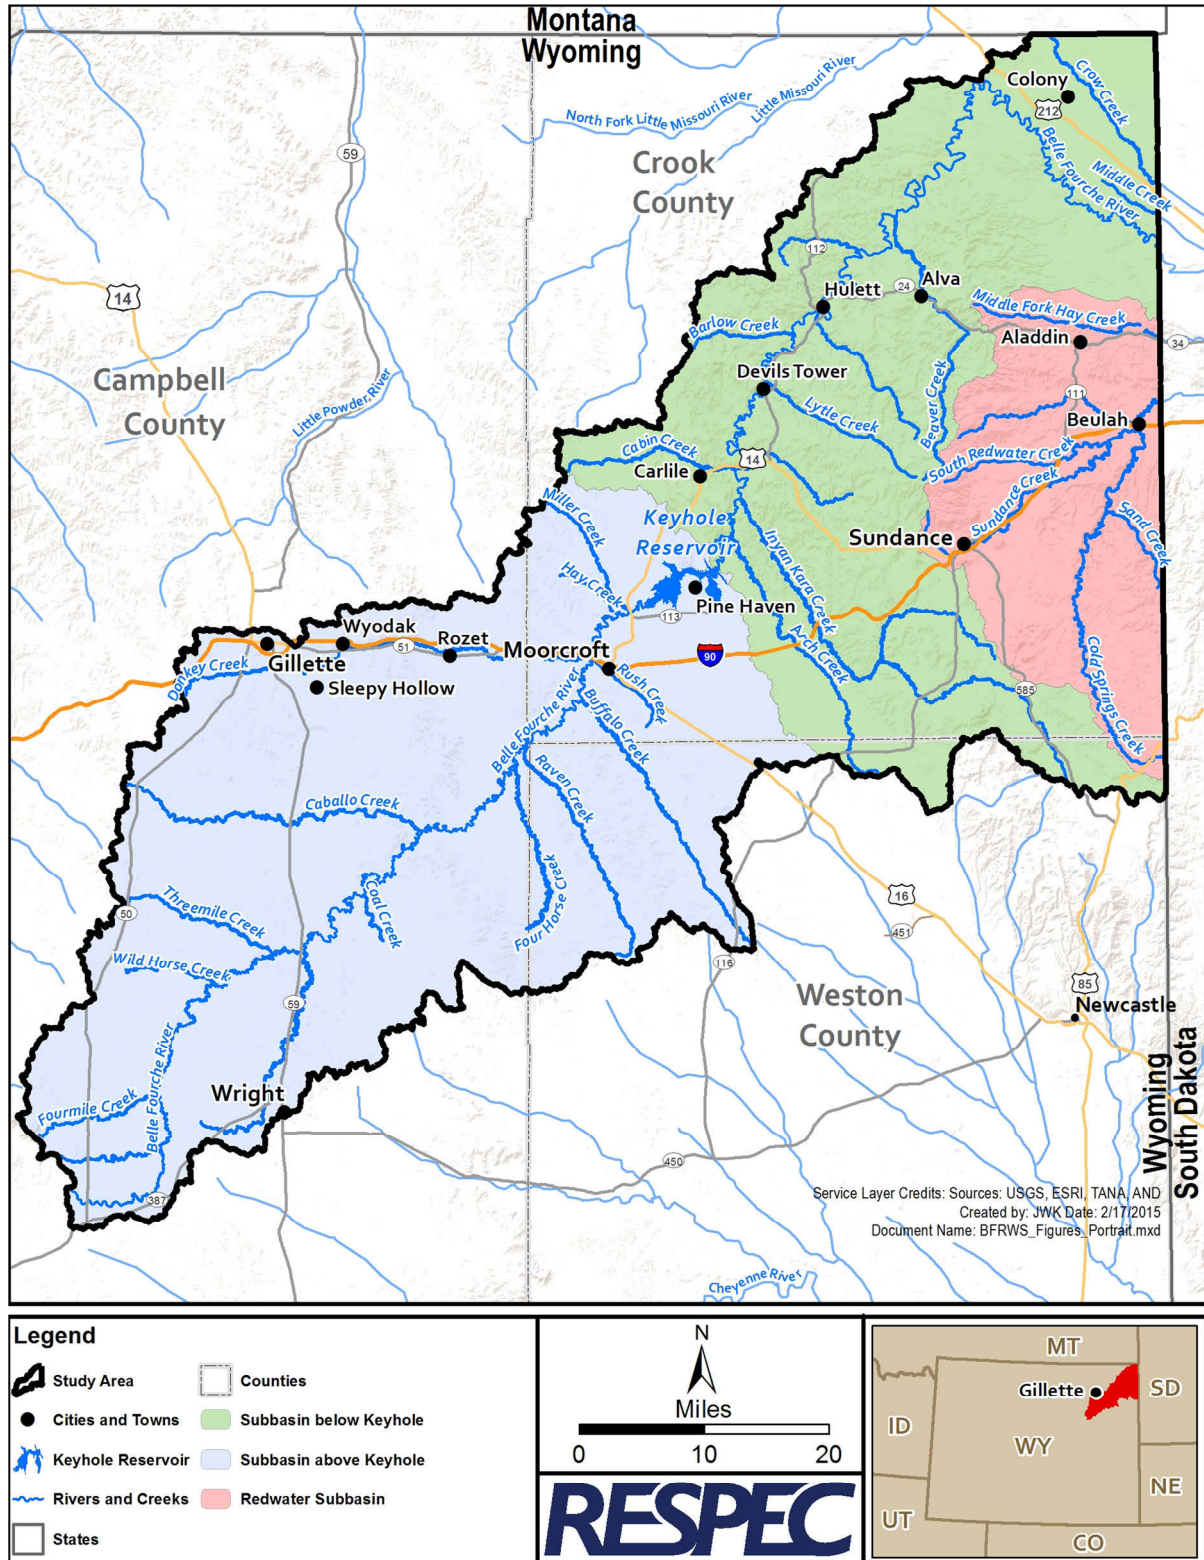 Montana
Wyoming
Colony
Crow Creek
212
Little Missouri River
North Fork Little Missouri River
59
Belle Fourche River
Middle Creek
Crook
County
112
14
Hulett
24
Alva
Middle Fork Hay Creek
Barlow Creek
Aladdin
34
Campbell
County
Little Powder River
Devils Tower
Lytle Creek
Beaver Creek
111
Beulah
Cabin Creek
14
Carlile
South Redwater Creek
Miller Creek
Keyhole
Reservoir
Sundance Creek
Sand Creek
Sundance
Inyan Kara Creek
Hay Creek
Pine Haven
113
Wyodak
51
Rozet
Moorcroft
Arch Creek
Gillette
90
Donkey Creek
Sleepy Hollow
Rush Creek
585
Cold Springs Creek
Belle Fourche River
Buffalo Creek
Raven Creek
Caballo Creek
Four Horse Creek
Coal Creek
16
50
Threemile Creek
451
Wild Horse Creek
116
85
Weston
County
59
Newcastle
Belle Fourche River
Wright
Fourmile Creek
Wyoming
South Dakota
450
387
Service Layer Credits: Sources: USGS, ESRI, TANA, AND
Created by: JWK Date: 2/17/2015
Document Name: BFRWS_Figures_Portrait.mxd
Cheyenne River
Legend
Study Area
Counties
Cities and Towns
Subbasin below Keyhole
Keyhole Reservoir
Subbasin above Keyhole
Rivers and Creeks
Redwater Subbasin
States
N
Miles
0 10 20
RESPEC
MT
Gillette
SD
ID
WY
NE
UT
CO